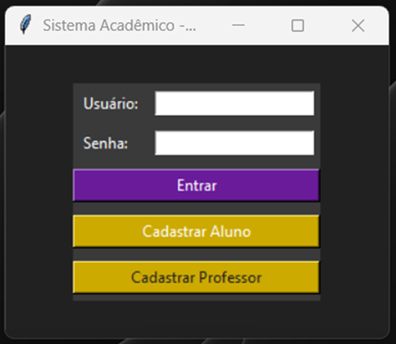 Sistema Acadêmico -...
Usuário:
Senha:
Entrar
Cadastrar Aluno
Cadastrar Professor